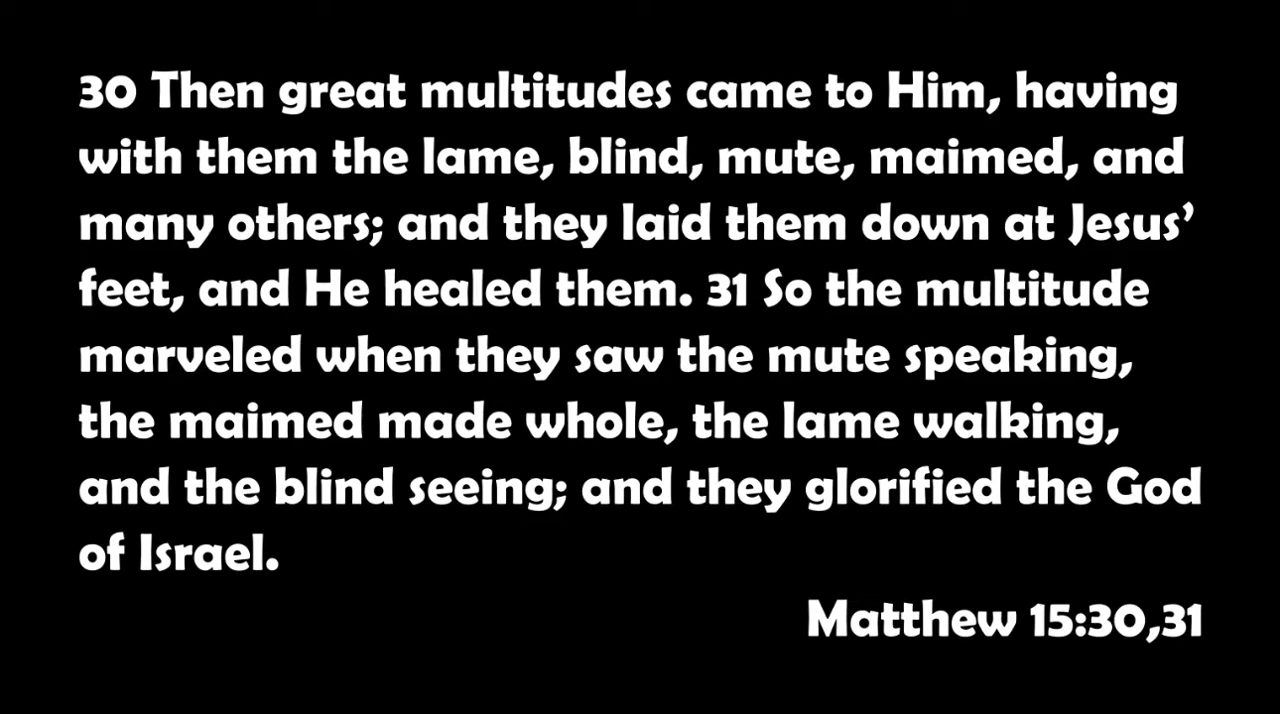 30 Then great multitudes came to Him, having
with them the lame, blind, mute, maimed, and
many others; and they laid them down at Jesus’
feet, and He healed them. 31 So the multitude
marveled when they saw the mute speaking,
the maimed made whole, the lame walking,
and the blind seeing; and they glorified the God
of Israel.
Matthew 15:30,31